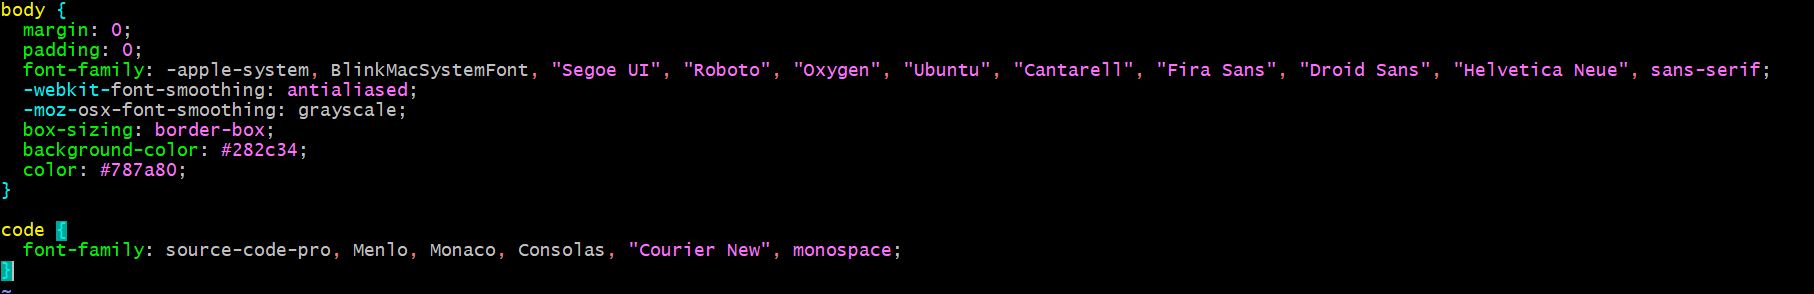 body {
  margin: 0;
  padding: 0;
  font-family: -apple-system, BlinkMacSystemFont, "Segoe UI", "Roboto", "Oxygen", "Ubuntu", "Cantarell", "Fira Sans", "Droid Sans", "Helvetica Neue", sans-serif;
  -webkit-font-smoothing: antialiased;
  -moz-osx-font-smoothing: grayscale;
  box-sizing: border-box;
  background-color: #282c34;
  color: #787a80;
}

code {
  font-family: source-code-pro, Menlo, Monaco, Consolas, "Courier New", monospace;
}
~